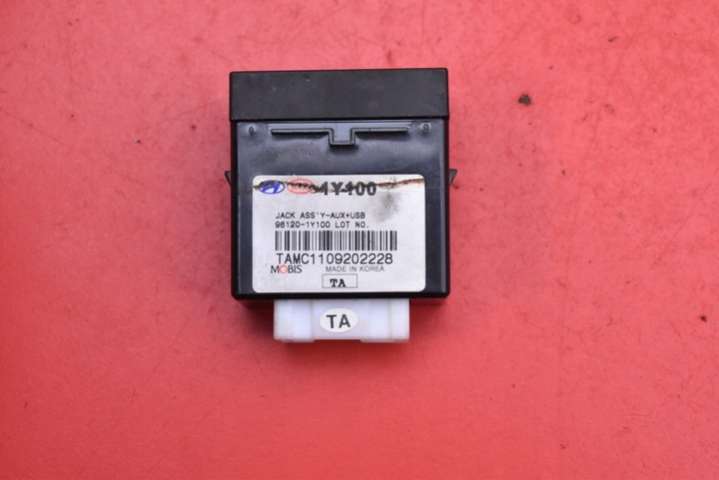 1Y100
JACK ASS'Y-AUX+USB
96120-1Y100 LOT NO.
TAMC1109202228
MOBIS MADE IN KOREA
TA
TA